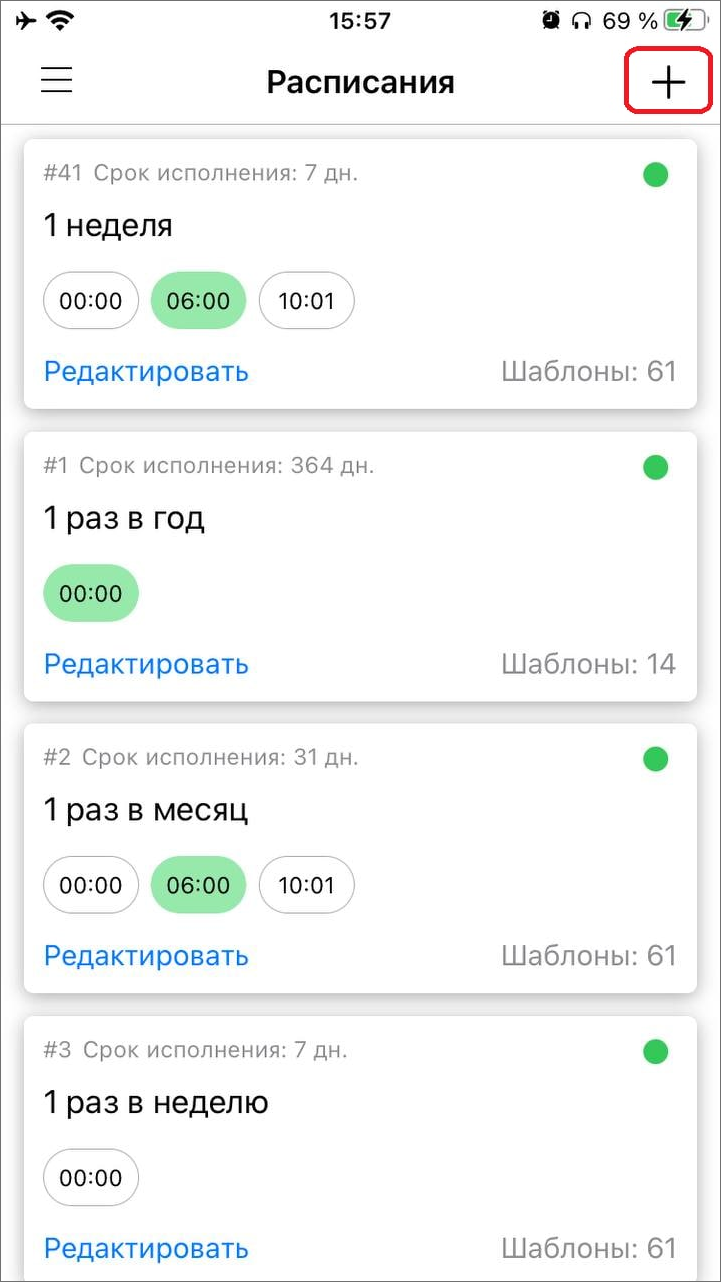 15:57 69 %
Расписания
#41 Срок исполнения: 7 дн.
1 неделя
00:00 06:00 10:01
Редактировать Шаблоны: 61
#1 Срок исполнения: 364 дн.
1 раз в год
00:00
Редактировать Шаблоны: 14
#2 Срок исполнения: 31 дн.
1 раз в месяц
00:00 06:00 10:01
Редактировать Шаблоны: 61
#3 Срок исполнения: 7 дн.
1 раз в неделю
00:00
Редактировать Шаблоны: 61